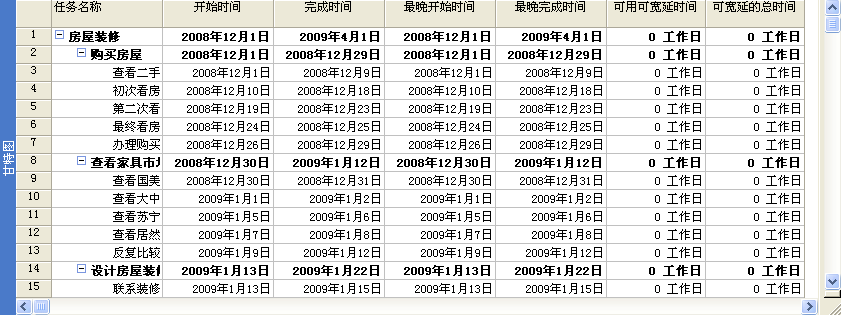 任务名称 开始时间 完成时间 最晚开始时间 最晚完成时间 可用可宽延时间 可宽延的总时间
1 房屋装修 2008年12月1日 2009年4月1日 2008年12月1日 2009年4月1日 0 工作日 0 工作日
2 购买房屋 2008年12月1日 2008年12月29日 2008年12月1日 2008年12月29日 0 工作日 0 工作日
3 查看二手 2008年12月1日 2008年12月9日 2008年12月1日 2008年12月9日 0 工作日 0 工作日
4 初次看房 2008年12月10日 2008年12月18日 2008年12月10日 2008年12月18日 0 工作日 0 工作日
5 第二次看 2008年12月19日 2008年12月23日 2008年12月19日 2008年12月23日 0 工作日 0 工作日
6 最终看房 2008年12月24日 2008年12月25日 2008年12月24日 2008年12月25日 0 工作日 0 工作日
7 办理购买 2008年12月26日 2008年12月29日 2008年12月26日 2008年12月29日 0 工作日 0 工作日
8 查看家具市场 2008年12月30日 2009年1月12日 2008年12月30日 2009年1月12日 0 工作日 0 工作日
9 查看国美 2008年12月30日 2008年12月31日 2008年12月30日 2008年12月31日 0 工作日 0 工作日
10 查看大中 2009年1月1日 2009年1月2日 2009年1月1日 2009年1月2日 0 工作日 0 工作日
11 查看苏宁 2009年1月5日 2009年1月6日 2009年1月5日 2009年1月6日 0 工作日 0 工作日
12 查看居然 2009年1月7日 2009年1月8日 2009年1月7日 2009年1月8日 0 工作日 0 工作日
13 反复比较 2009年1月9日 2009年1月12日 2009年1月9日 2009年1月12日 0 工作日 0 工作日
14 设计房屋装修 2009年1月13日 2009年1月22日 2009年1月13日 2009年1月22日 0 工作日 0 工作日
15 联系装修 2009年1月13日 2009年1月15日 2009年1月13日 2009年1月15日 0 工作日 0 工作日
甘特图